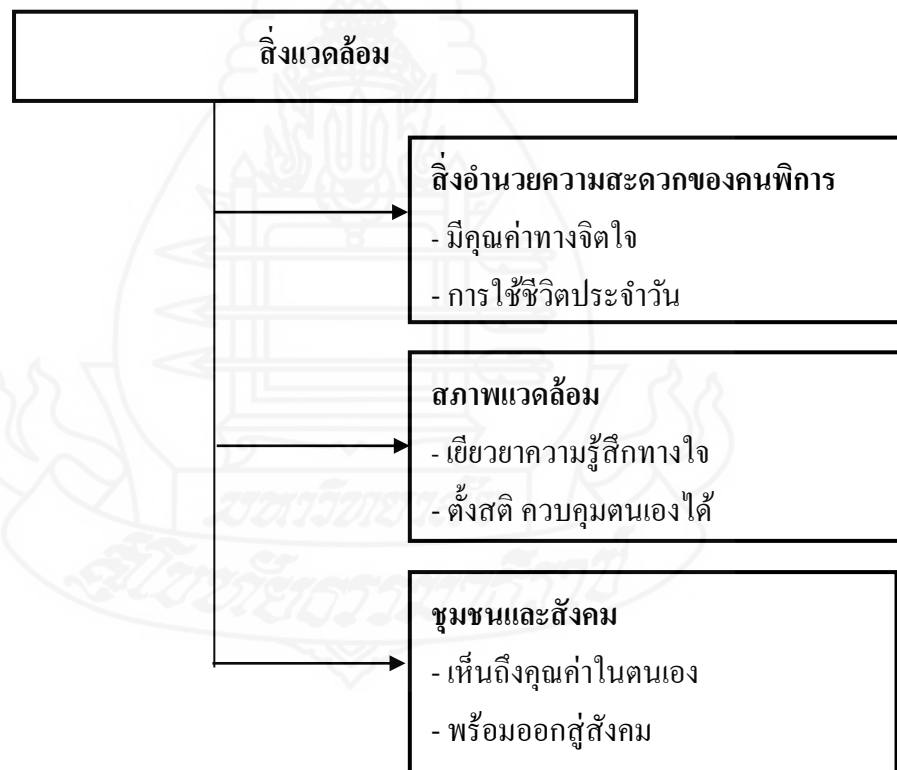 สิ่งแวดล้อม
สิ่งอำนวยความสะดวกของคนพิการ
- มีคุณค่าทางจิตใจ
- การใช้ชีวิตประจำวัน
สภาพแวดล้อม
- เยียวยาความรู้สึกทางใจ
- ตั้งสติ ควบคุมตนเองได้
ชุมชนและสังคม
- เห็นถึงคุณค่าในตนเอง
- พร้อมออกสู่สังคม